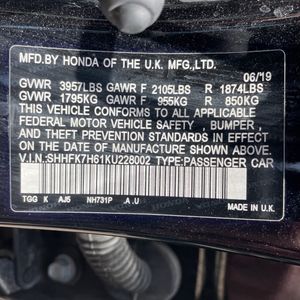 MFD.BY HONDA OF THE U.K. MFG.,LTD.
06/19
GVWR 3957LBS GAWR F 2105LBS R 1874LBS
GVWR 1795KG GAWR F 955KG R 850KG
THIS VEHICLE CONFORMS TO ALL APPLICABLE
FEDERAL MOTOR VEHICLE SAFETY , BUMPER ,
AND THEFT PREVENTION STANDARDS IN EFFECT
ON THE DATE OF MANUFACTURE SHOWN ABOVE.
V.I.N:SHHFK7H61KU228002 TYPE:PASSENGER CAR
TGG K AJ5 NH731P .A .U
MADE IN U.K.